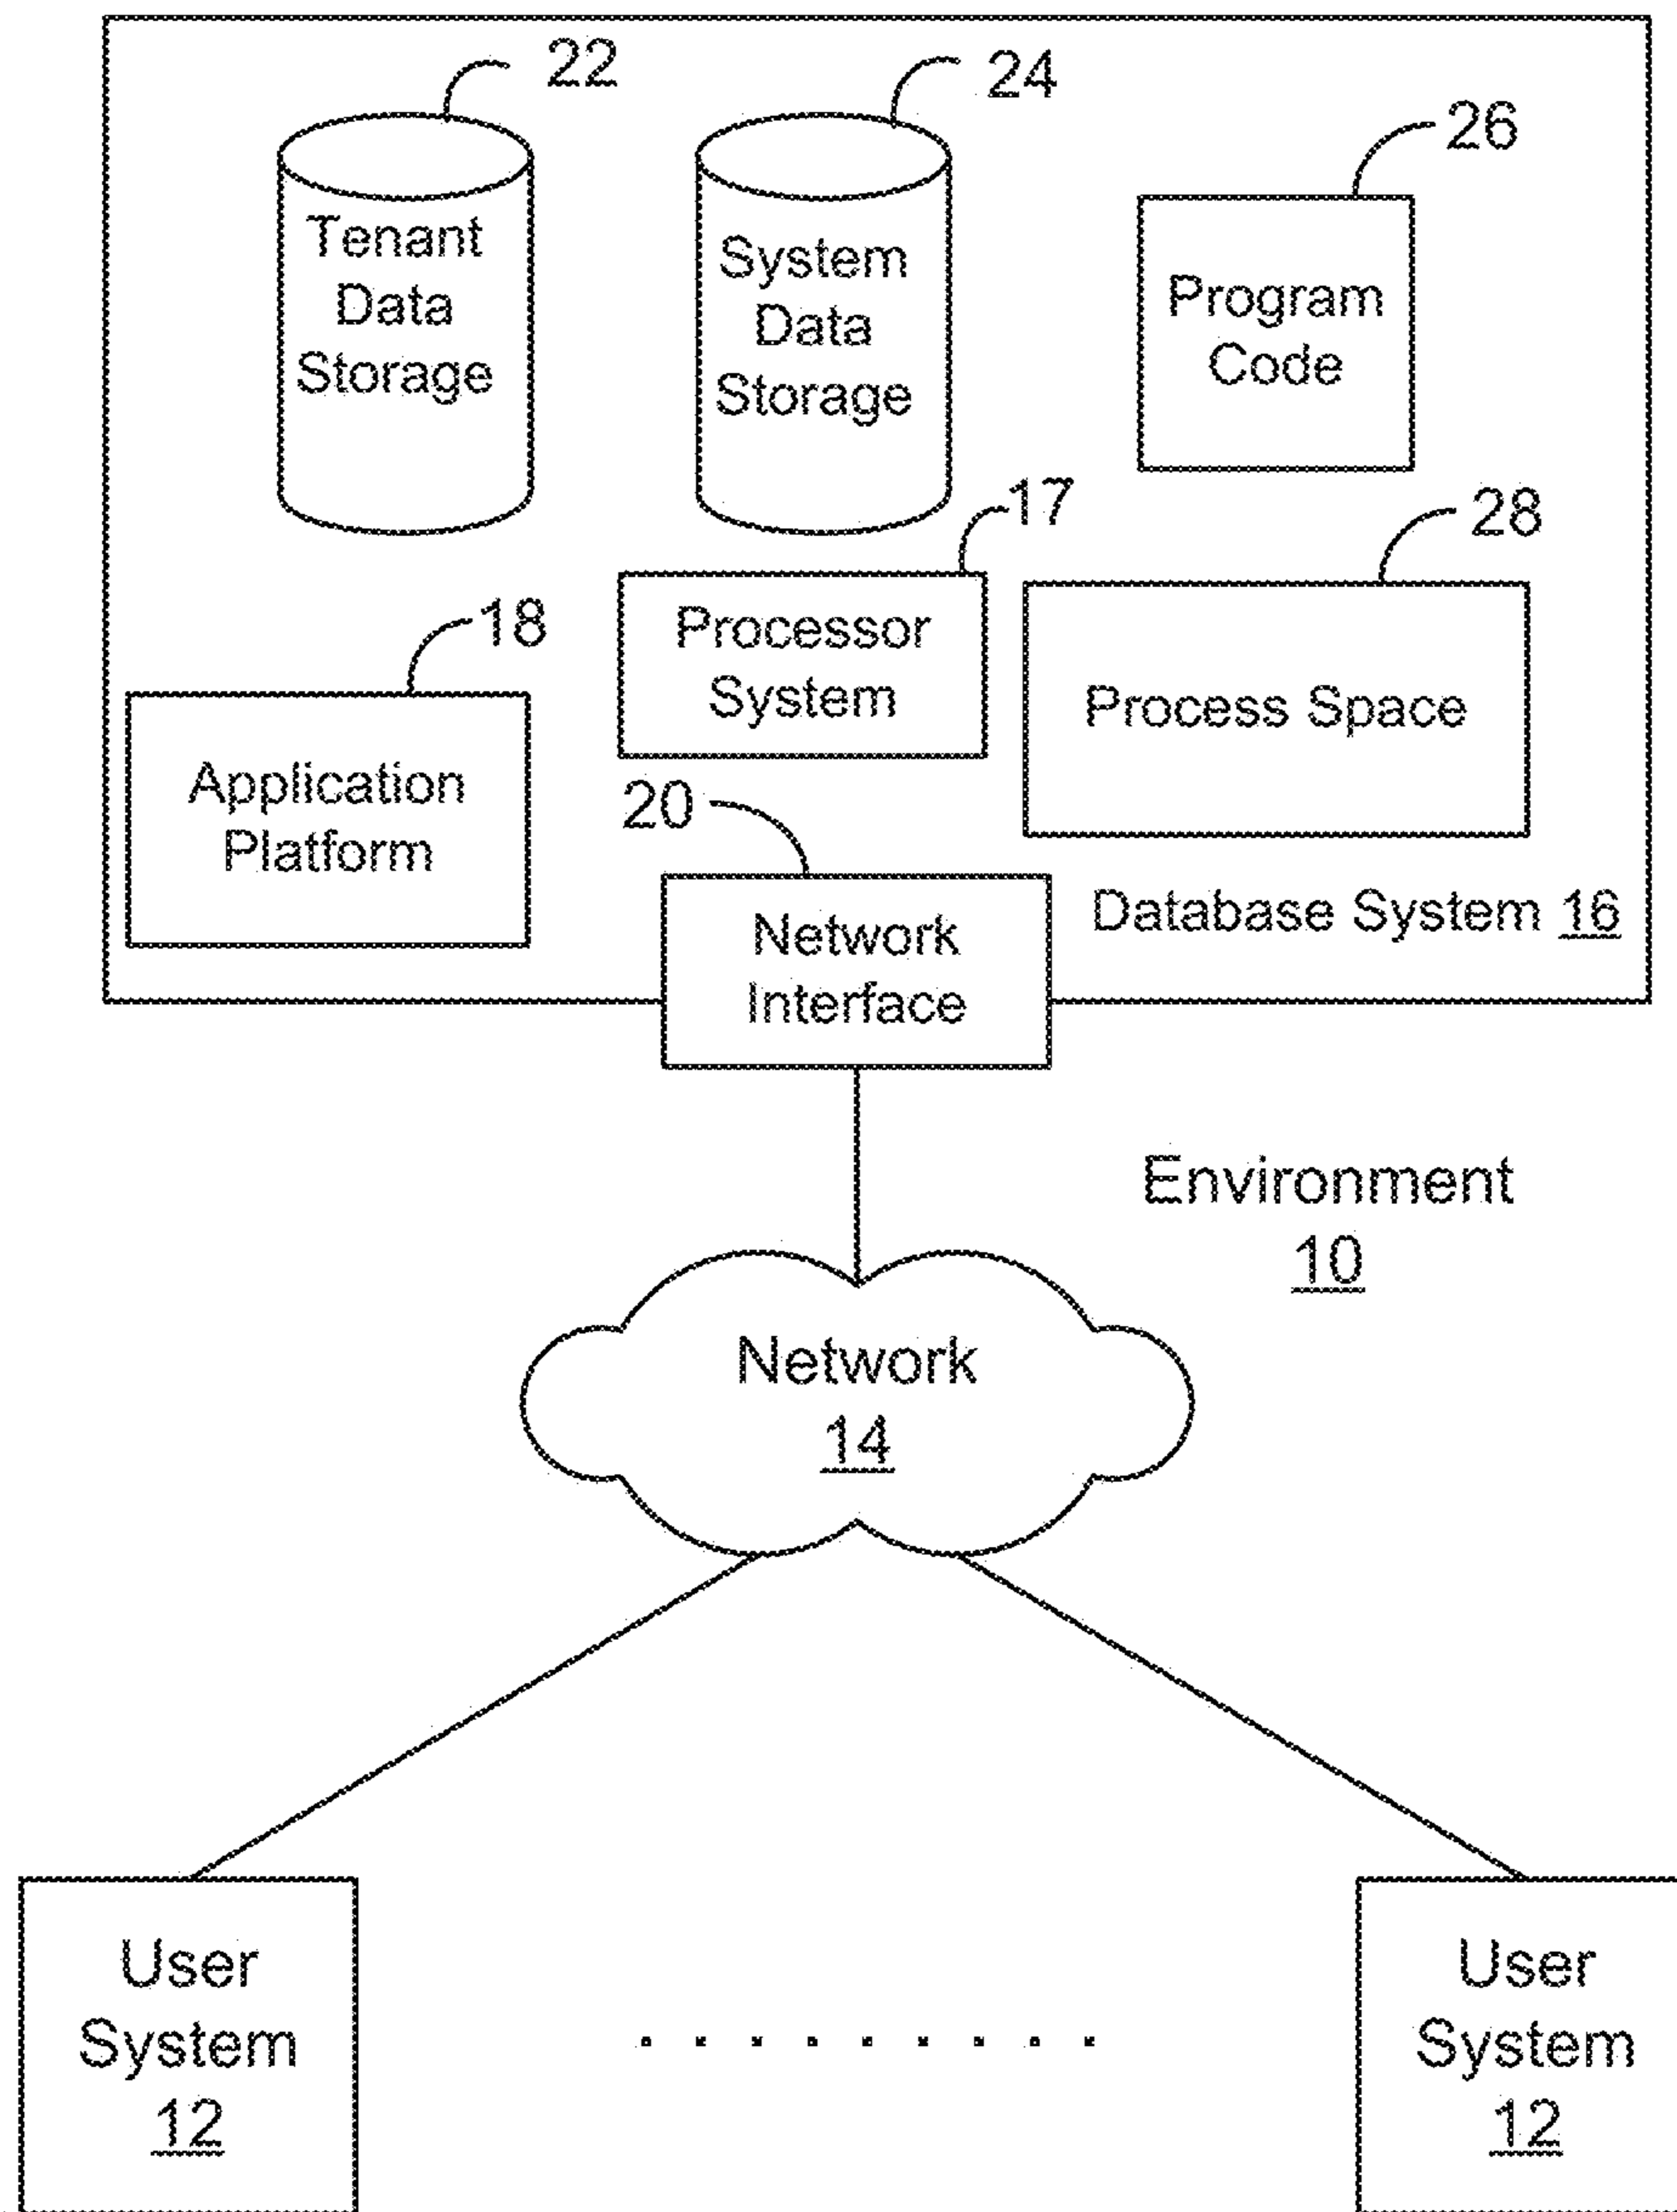 22
24
26
Tenant
Data
Storage
System
Data
Storage
Program
Code
17
28
18
Processor
System
Process Space
Application
Platform
20
Network
Interface
Database System 16
Environment
10
Network
14
User
System
12
User
System
12